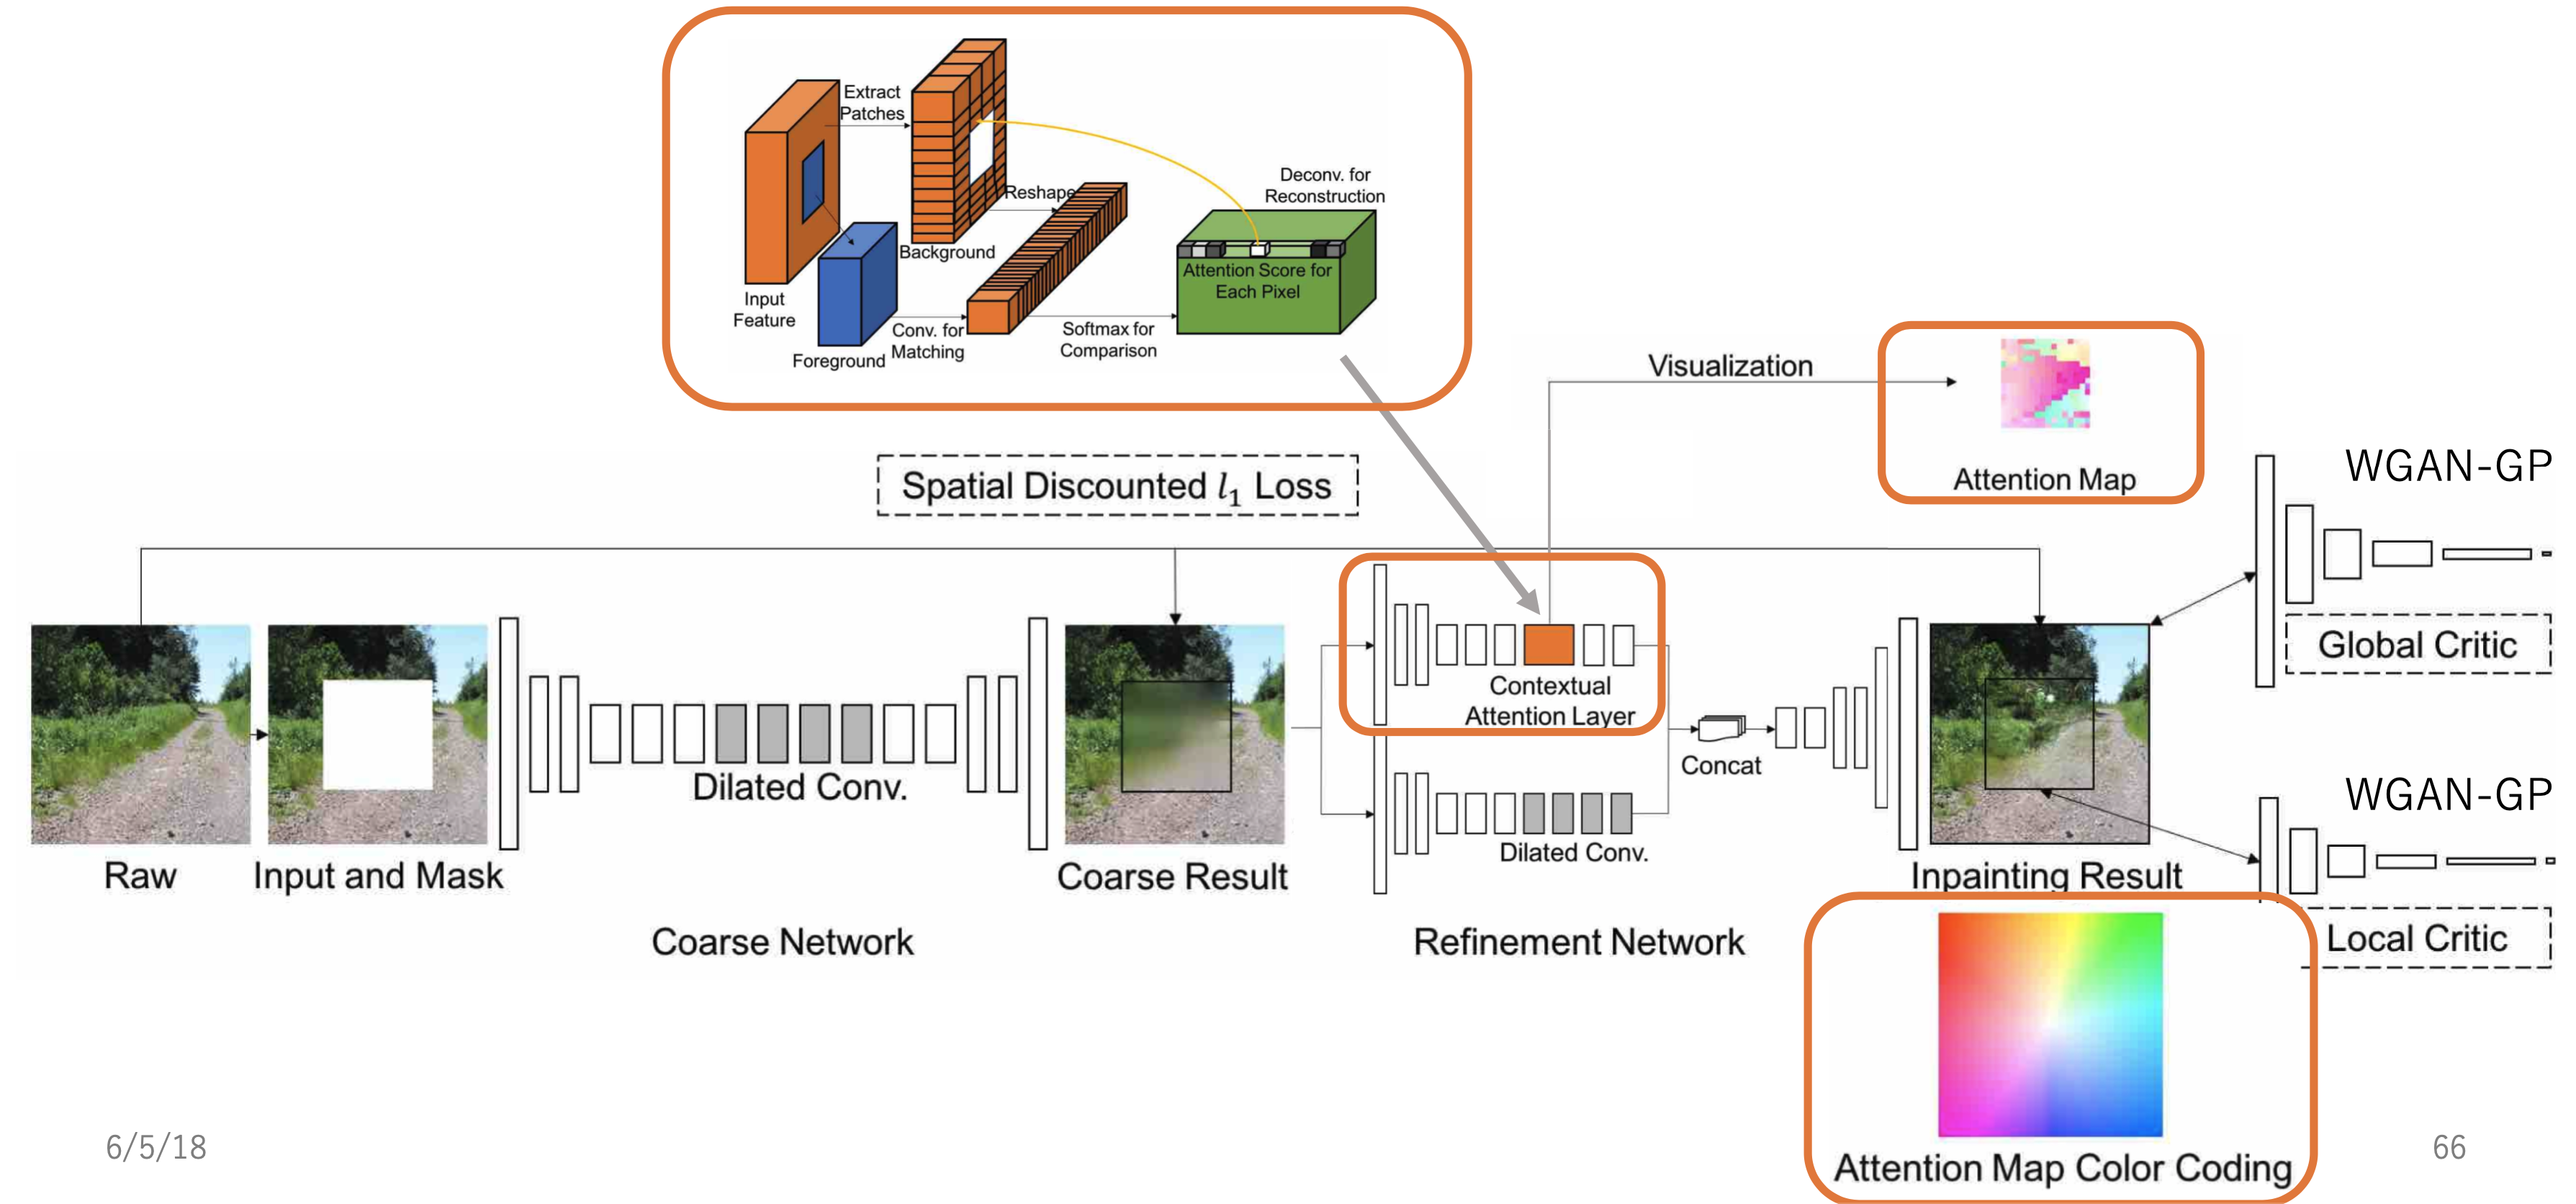 Extract
Patches
Reshape
Background
Input
Feature
Foreground
Conv. for
Matching
Softmax for
Comparison
Deconv. for
Reconstruction
Attention Score for
Each Pixel
Visualization
Attention Map
Spatial Discounted l₁ Loss
WGAN-GP
Global Critic
Contextual
Attention Layer
Concat
Dilated Conv.
Dilated Conv.
WGAN-GP
Raw
Input and Mask
Coarse Result
Inpainting Result
Local Critic
Coarse Network
Refinement Network
Attention Map Color Coding
6/5/18
66